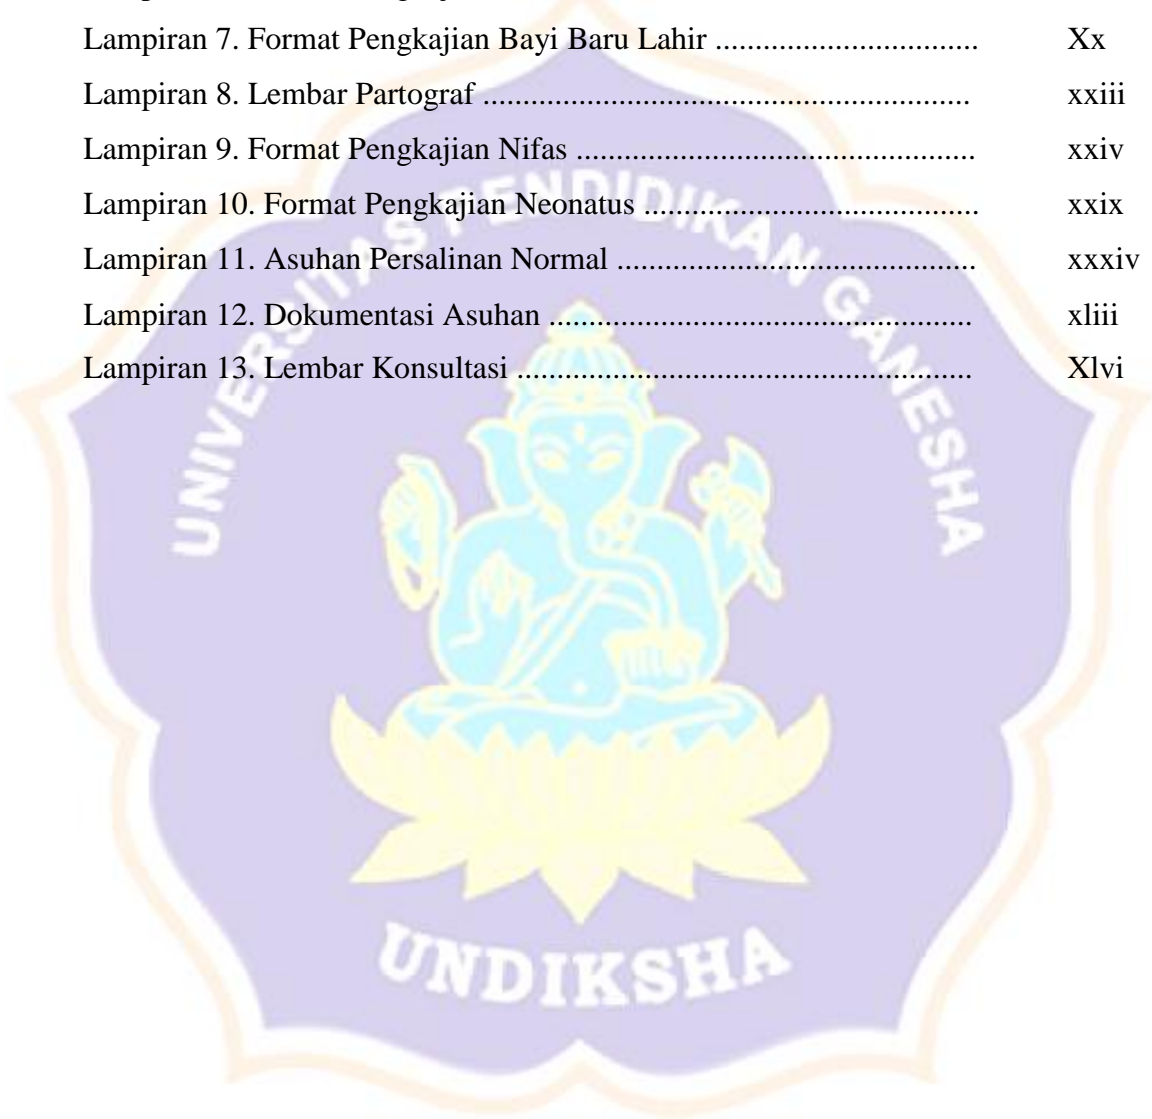 Lampiran 7. Format Pengkajian Bayi Baru Lahir ................................ Xx
Lampiran 8. Lembar Partograf ............................................................ xxiii
Lampiran 9. Format Pengkajian Nifas ................................................. xxiv
Lampiran 10. Format Pengkajian Neonatus ......................................... xxix
Lampiran 11. Asuhan Persalinan Normal ............................................ xxxiv
Lampiran 12. Dokumentasi Asuhan .................................................... xliii
Lampiran 13. Lembar Konsultasi ........................................................ Xlvi
UNIVERSITAS PENDIDIKAN GANESHA
UNDIKSHA